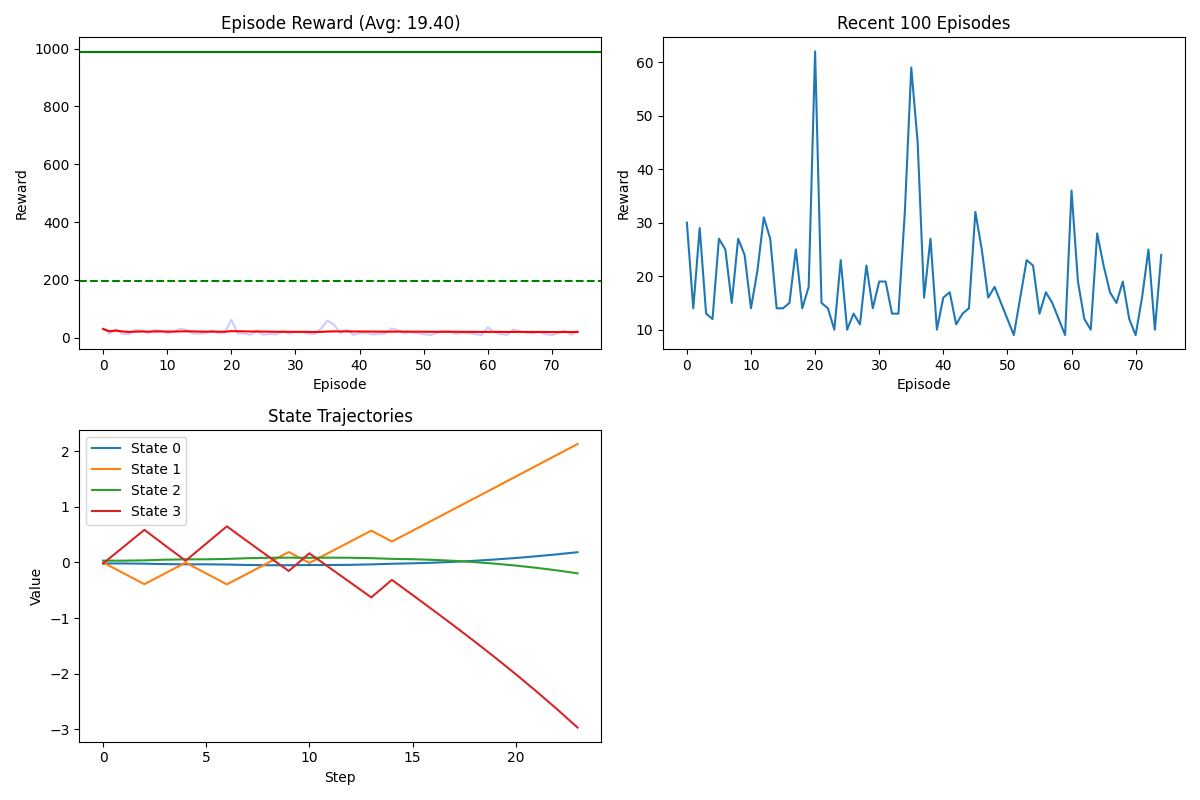 Episode Reward (Avg: 19.40)
1000
800
600
400
200
0
Reward
0 10 20 30 40 50 60 70
Episode
Recent 100 Episodes
60
50
40
30
20
10
Reward
0 10 20 30 40 50 60 70
Episode
State Trajectories
State 0
State 1
State 2
State 3
2
1
0
−1
−2
−3
Value
0 5 10 15 20
Step